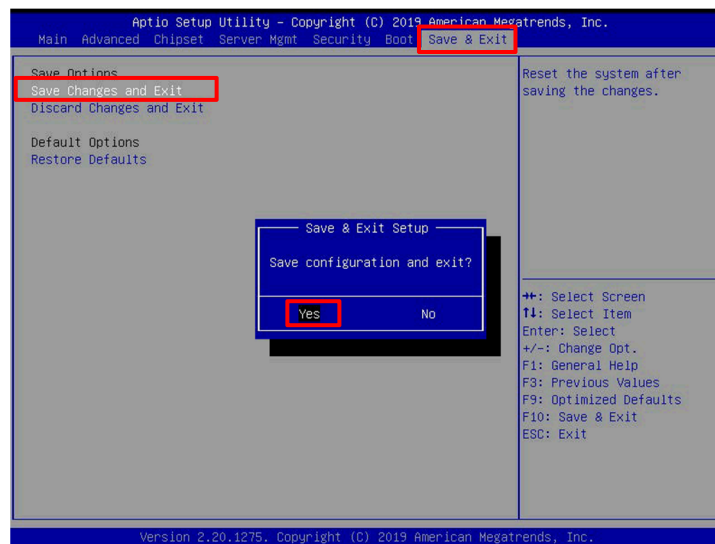 Aptio Setup Utility – Copyright (C) 2019 American Megatrends, Inc.
Main Advanced Chipset Server Mgmt Security Boot Save & Exit
Save Options
Save Changes and Exit
Discard Changes and Exit
Default Options
Restore Defaults
Reset the system after
saving the changes.
Save & Exit Setup
Save configuration and exit?
Yes No
→←: Select Screen
↑↓: Select Item
Enter: Select
+/-: Change Opt.
F1: General Help
F3: Previous Values
F9: Optimized Defaults
F10: Save & Exit
ESC: Exit
Version 2.20.1275. Copyright (C) 2019 American Megatrends, Inc.